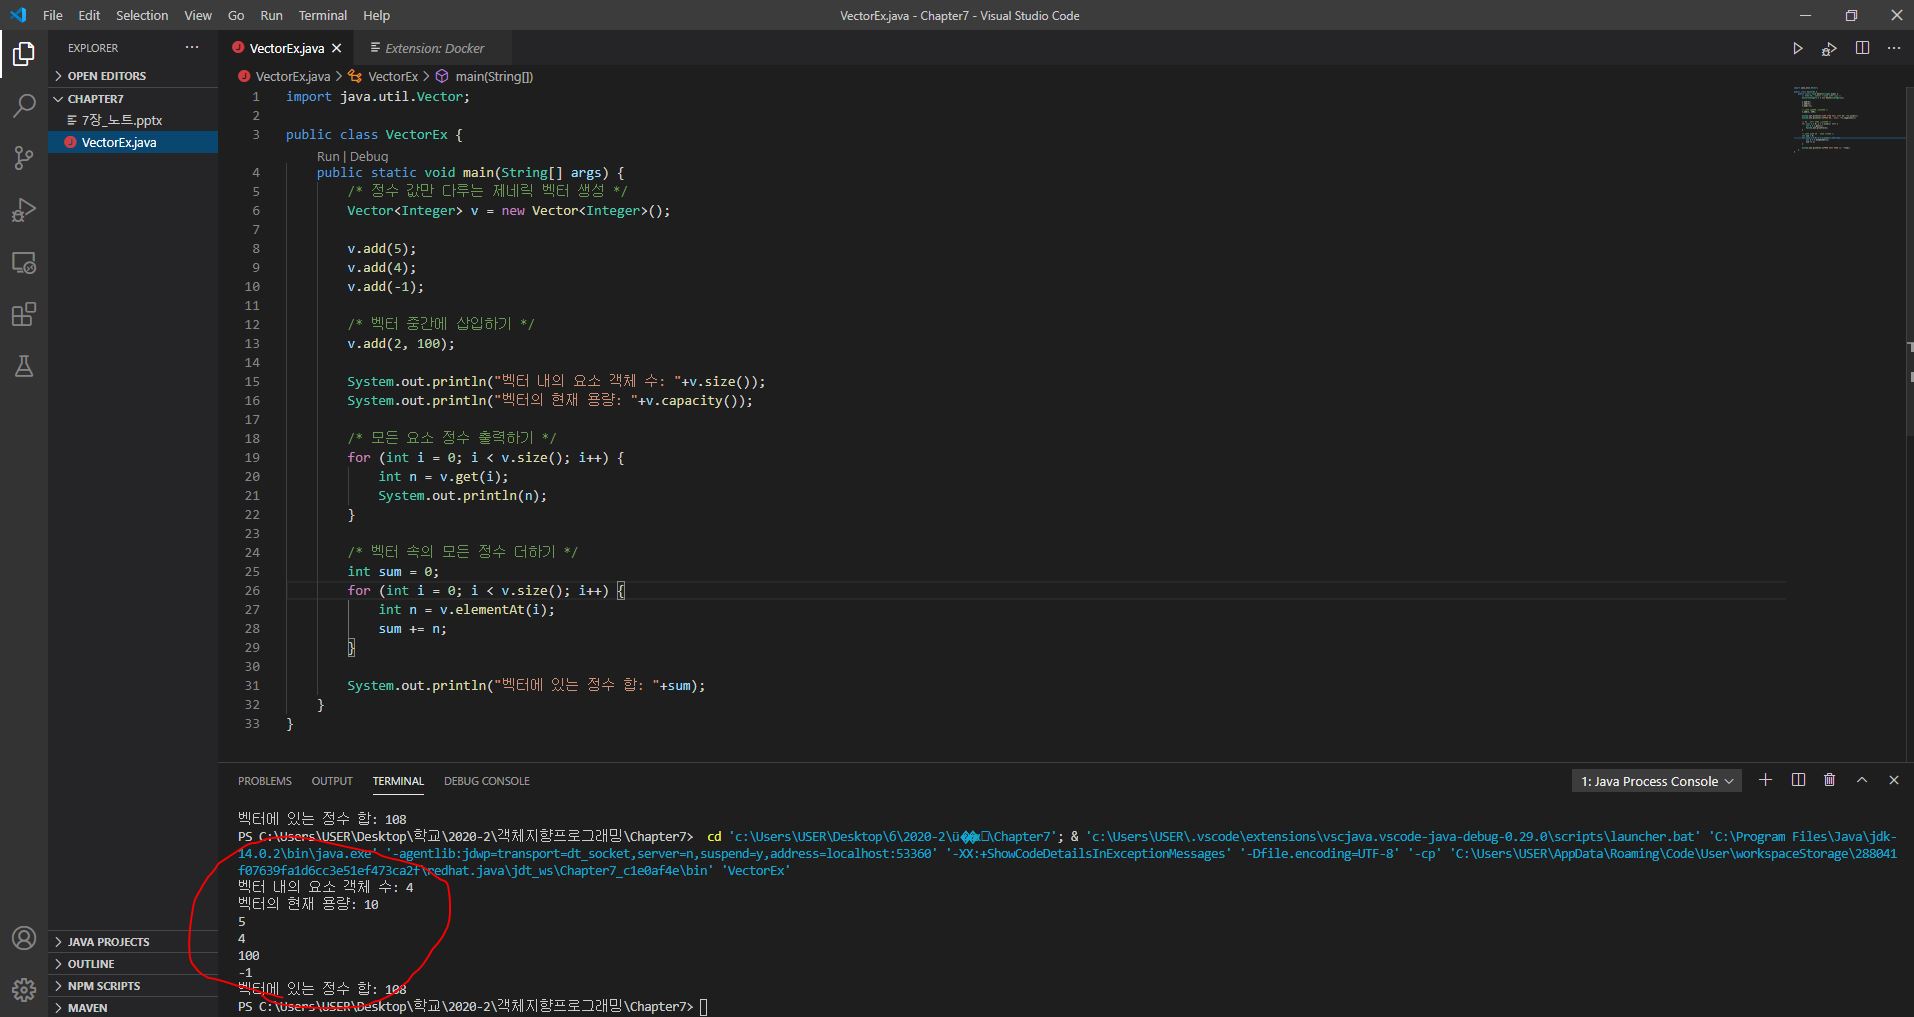 File Edit Selection View Go Run Terminal Help
VectorEx.java - Chapter7 - Visual Studio Code
EXPLORER
OPEN EDITORS
CHAPTER7
7장_노트.pptx
VectorEx.java
JAVA PROJECTS
OUTLINE
NPM SCRIPTS
MAVEN
VectorEx.java Extension: Docker
VectorEx.java > VectorEx > main(String[])
1 import java.util.Vector;
2
3 public class VectorEx {
Run | Debug
4 public static void main(String[] args) {
5 /* 정수 값만 다루는 제네릭 벡터 생성 */
6 Vector<Integer> v = new Vector<Integer>();
7
8 v.add(5);
9 v.add(4);
10 v.add(-1);
11
12 /* 벡터 중간에 삽입하기 */
13 v.add(2, 100);
14
15 System.out.println("벡터 내의 요소 객체 수: "+v.size());
16 System.out.println("벡터의 현재 용량: "+v.capacity());
17
18 /* 모든 요소 정수 출력하기 */
19 for (int i = 0; i < v.size(); i++) {
20 int n = v.get(i);
21 System.out.println(n);
22 }
23
24 /* 벡터 속의 모든 정수 더하기 */
25 int sum = 0;
26 for (int i = 0; i < v.size(); i++) {
27 int n = v.elementAt(i);
28 sum += n;
29 }
30
31 System.out.println("벡터에 있는 정수 합: "+sum);
32 }
33 }
PROBLEMS OUTPUT TERMINAL DEBUG CONSOLE
1: Java Process Console
벡터에 있는 정수 합: 108
PS C:\Users\USER\Desktop\학교\2020-2\객체지향프로그래밍\Chapter7> cd 'c:\Users\USER\Desktop\6\2020-2\ü��x\Chapter7'; & 'c:\Users\USER\.vscode\extensions\vscjava.vscode-java-debug-0.29.0\scripts\launcher.bat' 'C:\Program Files\Java\jdk-
14.0.2\bin\java.exe' '-agentlib:jdwp=transport=dt_socket,server=n,suspend=y,address=localhost:53360' '-XX:+ShowCodeDetailsInExceptionMessages' '-Dfile.encoding=UTF-8' '-cp' 'C:\Users\USER\AppData\Roaming\Code\User\workspaceStorage\288041
f07639fa1d6cc3e51ef473ca2f\redhat.java\jdt_ws\Chapter7_c1e0af4e\bin' 'VectorEx'
벡터 내의 요소 객체 수: 4
벡터의 현재 용량: 10
5
4
100
-1
벡터에 있는 정수 합: 108
PS C:\Users\USER\Desktop\학교\2020-2\객체지향프로그래밍\Chapter7>